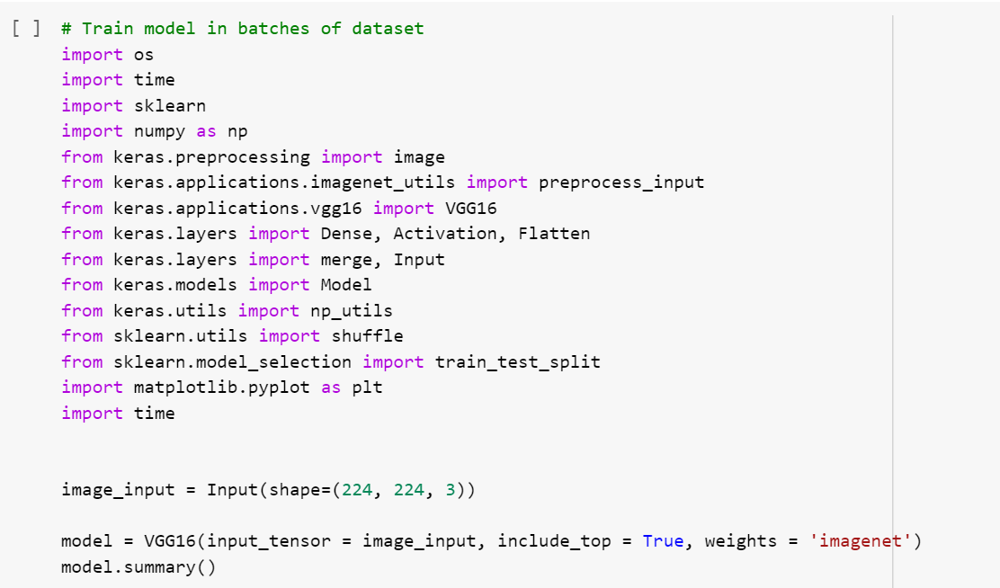 [ ] # Train model in batches of dataset
import os
import time
import sklearn
import numpy as np
from keras.preprocessing import image
from keras.applications.imagenet_utils import preprocess_input
from keras.applications.vgg16 import VGG16
from keras.layers import Dense, Activation, Flatten
from keras.layers import merge, Input
from keras.models import Model
from keras.utils import np_utils
from sklearn.utils import shuffle
from sklearn.model_selection import train_test_split
import matplotlib.pyplot as plt
import time
image_input = Input(shape=(224, 224, 3))
model = VGG16(input_tensor = image_input, include_top = True, weights = 'imagenet')
model.summary()